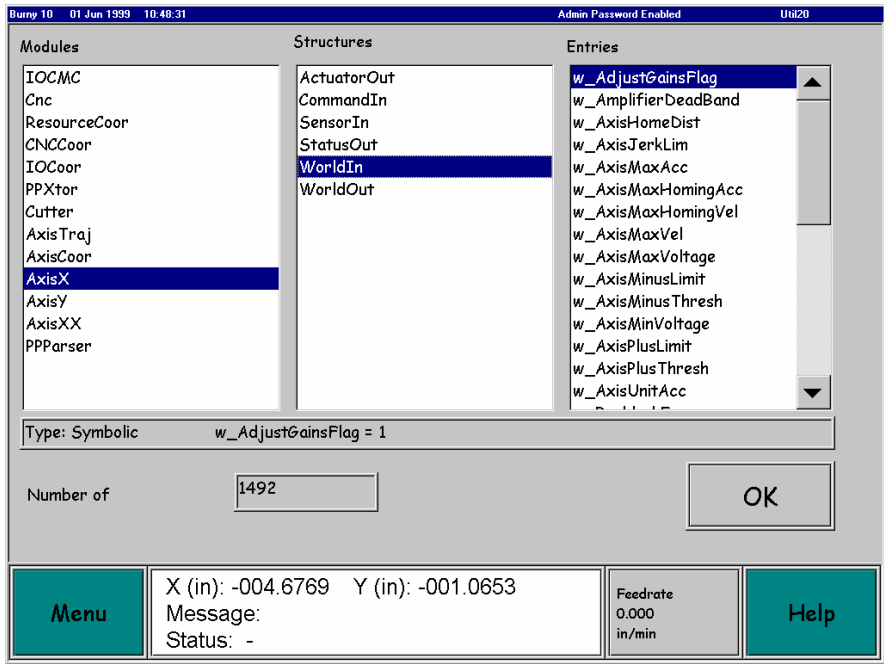 Burny 10 01 Jun 1999 10:48:31 Admin Password Enabled Util20
Modules
IOCMC
Cnc
ResourceCoor
CNCCoor
IOCoor
PPXtor
Cutter
AxisTraj
AxisCoor
AxisX
AxisY
AxisXX
PPParser
Structures
ActuatorOut
CommandIn
SensorIn
StatusOut
WorldIn
WorldOut
Entries
w_AdjustGainsFlag
w_AmplifierDeadBand
w_AxisHomeDist
w_AxisJerkLim
w_AxisMaxAcc
w_AxisMaxHomingAcc
w_AxisMaxHomingVel
w_AxisMaxVel
w_AxisMaxVoltage
w_AxisMinusLimit
w_AxisMinusThresh
w_AxisMinVoltage
w_AxisPlusLimit
w_AxisPlusThresh
w_AxisUnitAcc
Type: Symbolic w_AdjustGainsFlag = 1
Number of 1492
OK
Menu
X (in): -004.6769 Y (in): -001.0653
Message:
Status: -
Feedrate
0.000
in/min
Help